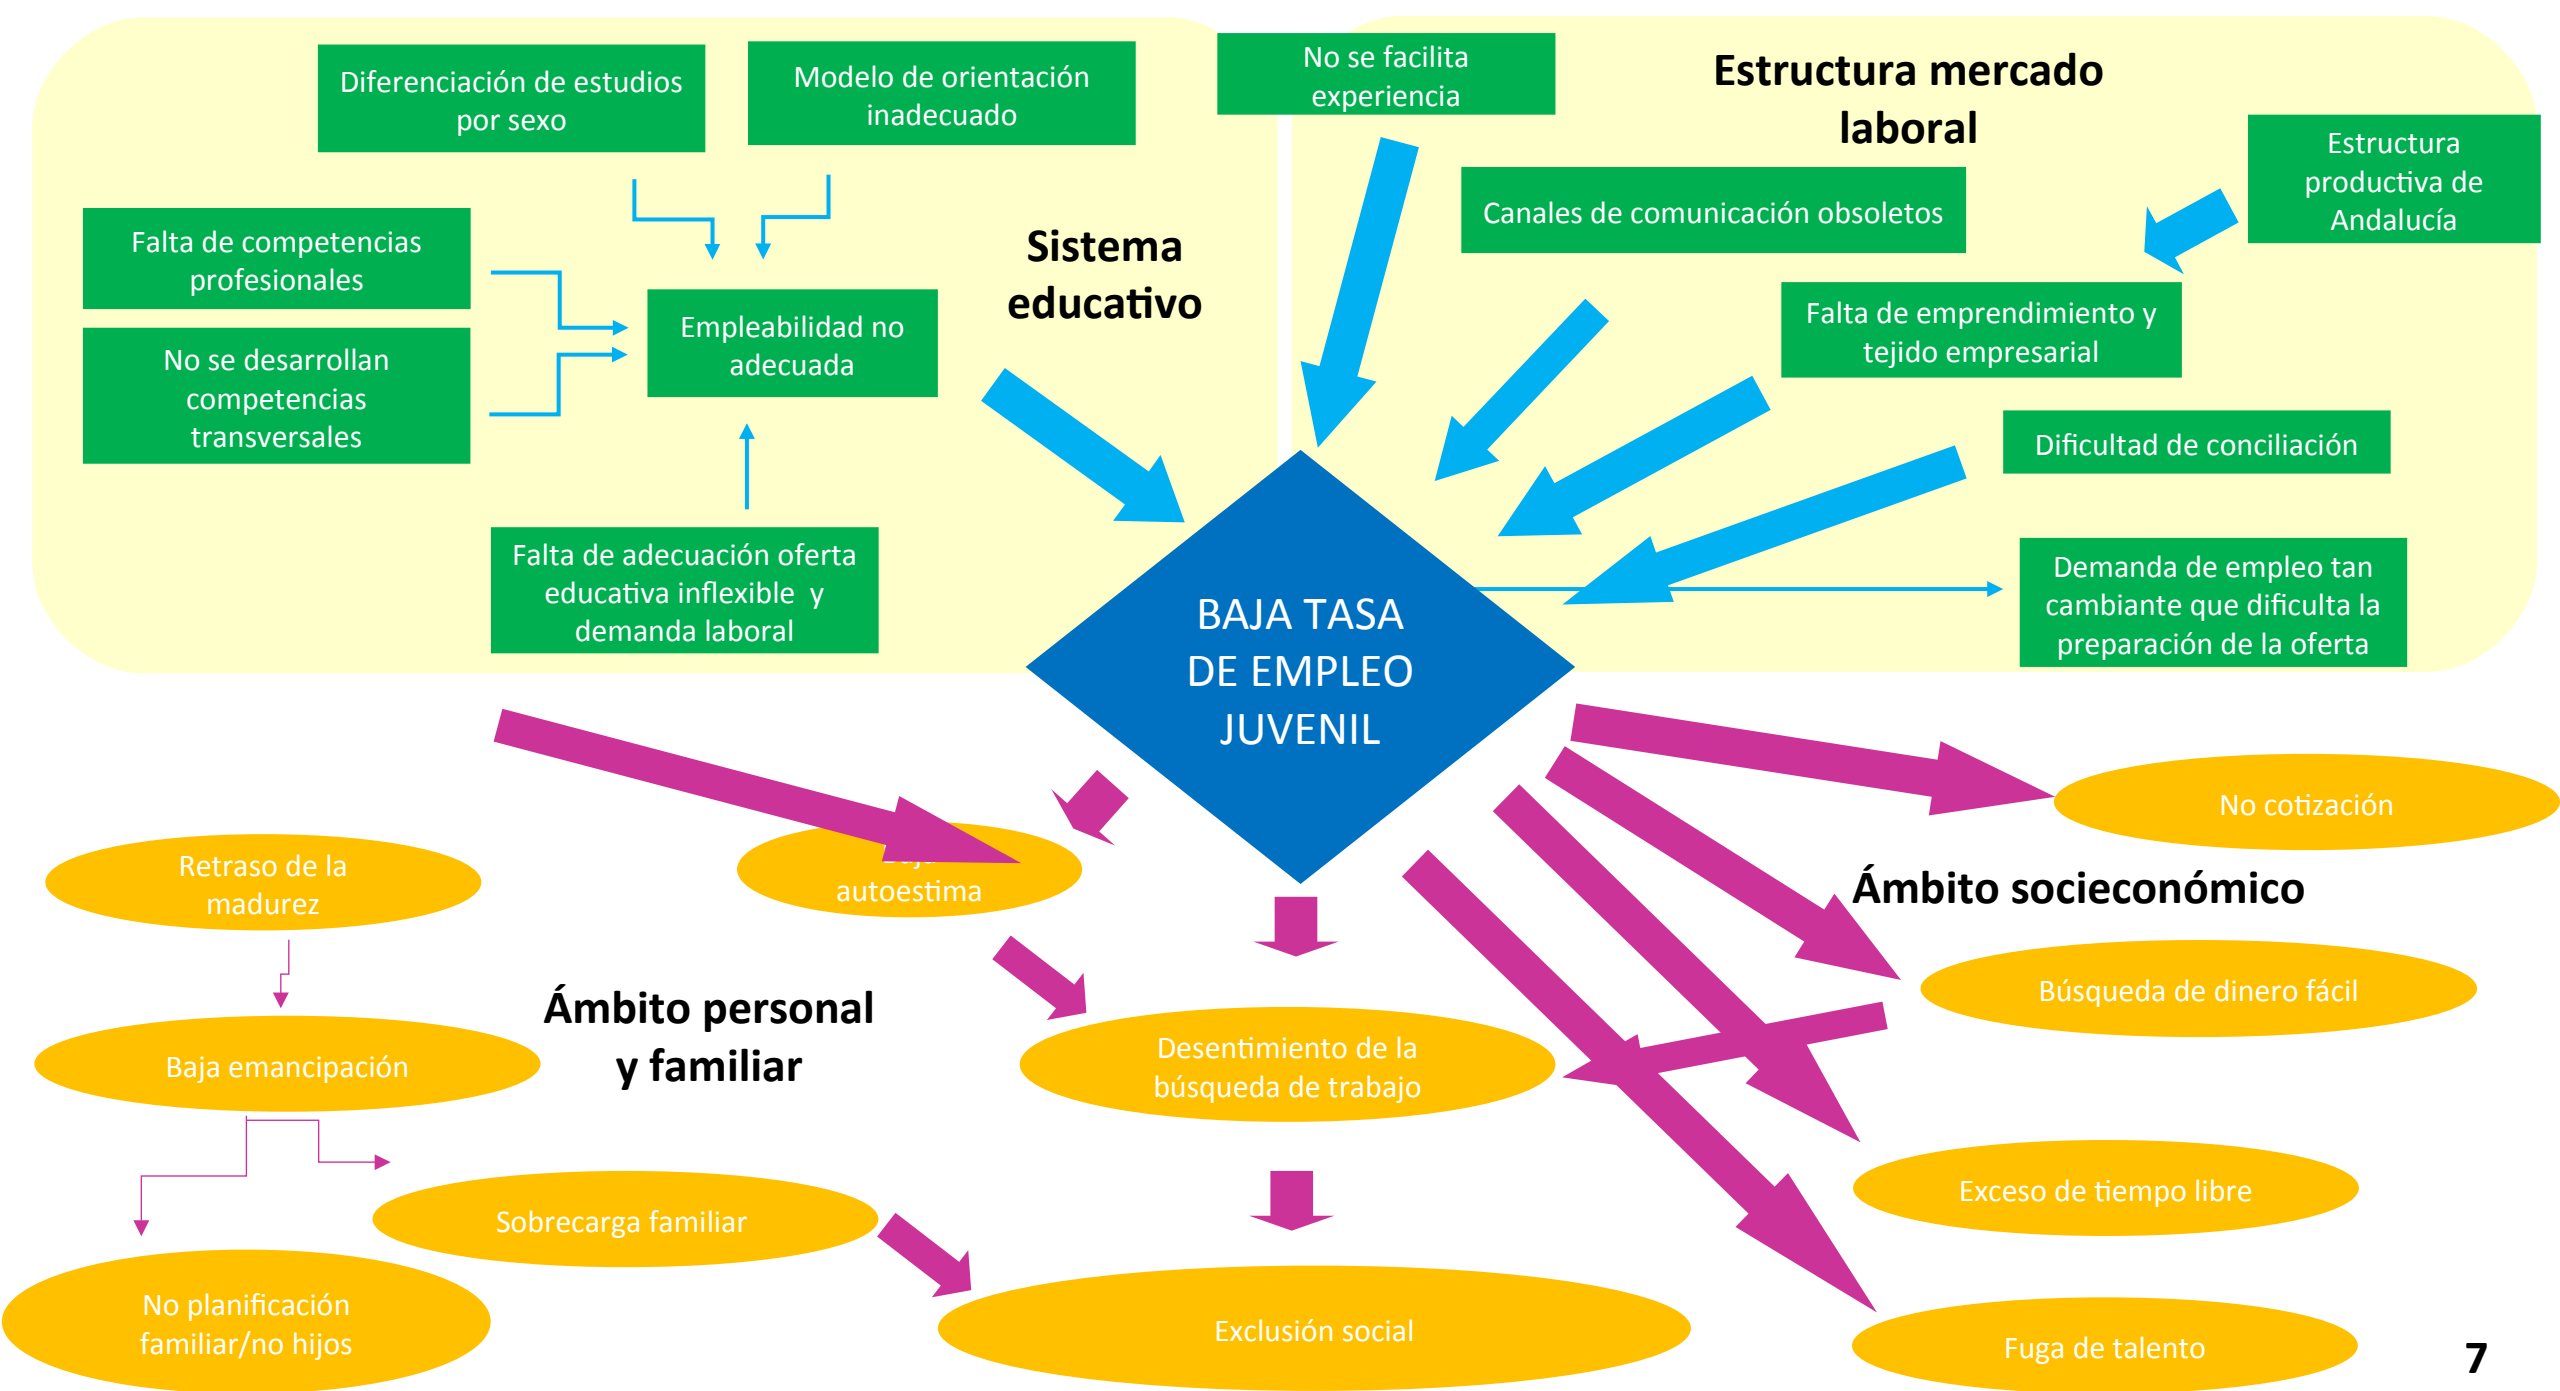 Diferenciación de estudios
por sexo
Modelo de orientación
inadecuado
Falta de competencias
profesionales
No se desarrollan
competencias
transversales
Empleabilidad no
adecuada
Sistema
educativo
Falta de adecuación oferta
educativa inflexible y
demanda laboral
No se facilita
experiencia
Estructura mercado
laboral
Canales de comunicación obsoletos
Estructura
productiva de
Andalucía
Falta de emprendimiento y
tejido empresarial
Dificultad de conciliación
Demanda de empleo tan
cambiante que dificulta la
preparación de la oferta
BAJA TASA
DE EMPLEO
JUVENIL
Retraso de la
madurez
autoestima
Baja emancipación
Ámbito personal
y familiar
Sobrecarga familiar
No planificación
familiar/no hijos
Desentimiento de la
búsqueda de trabajo
Exclusión social
No cotización
Ámbito socieconómico
Búsqueda de dinero fácil
Exceso de tiempo libre
Fuga de talento
7